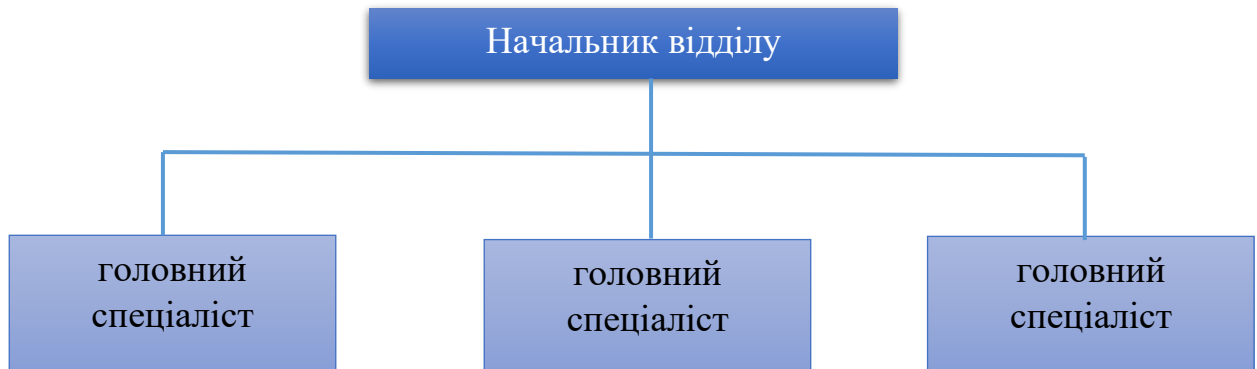 Начальник відділу
головний
спеціаліст
головний
спеціаліст
головний
спеціаліст